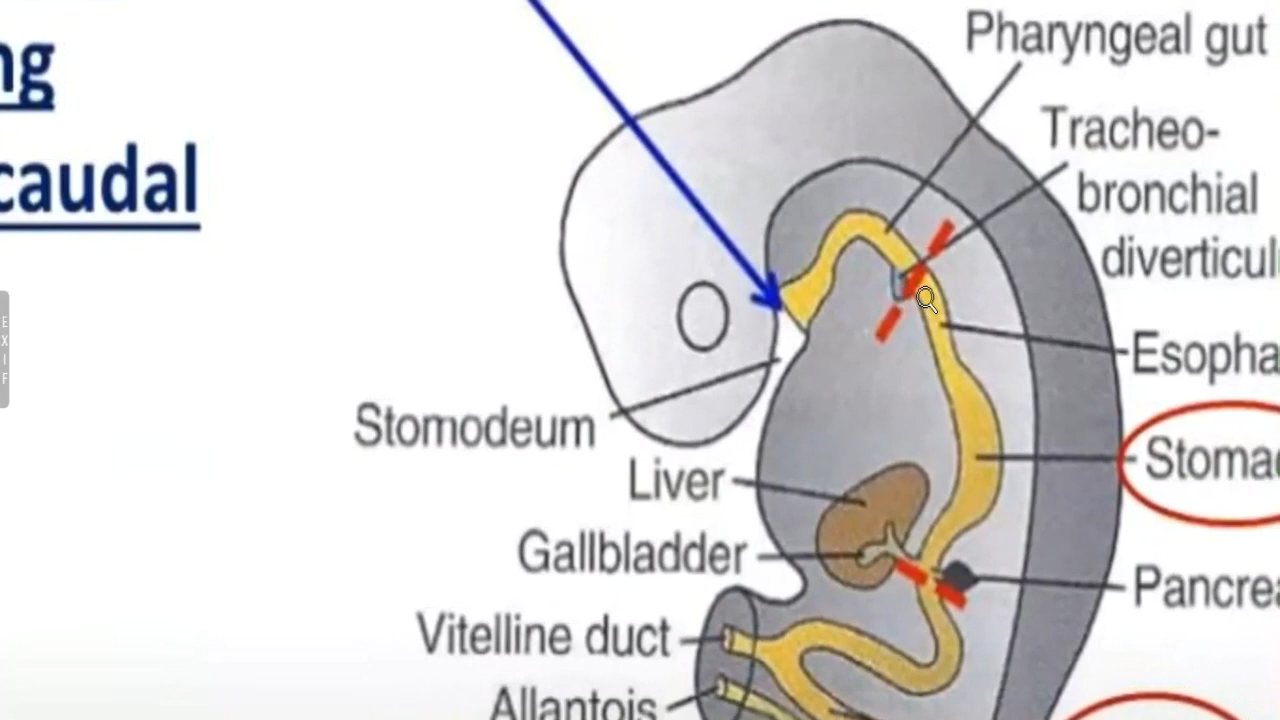 ng
caudal
Pharyngeal gut
Tracheo-
bronchial
diverticul
Esopha
Stomodeum
Stoma
Liver
Gallbladder
Pancrea
Vitelline duct
Allantois
E
X
I
F